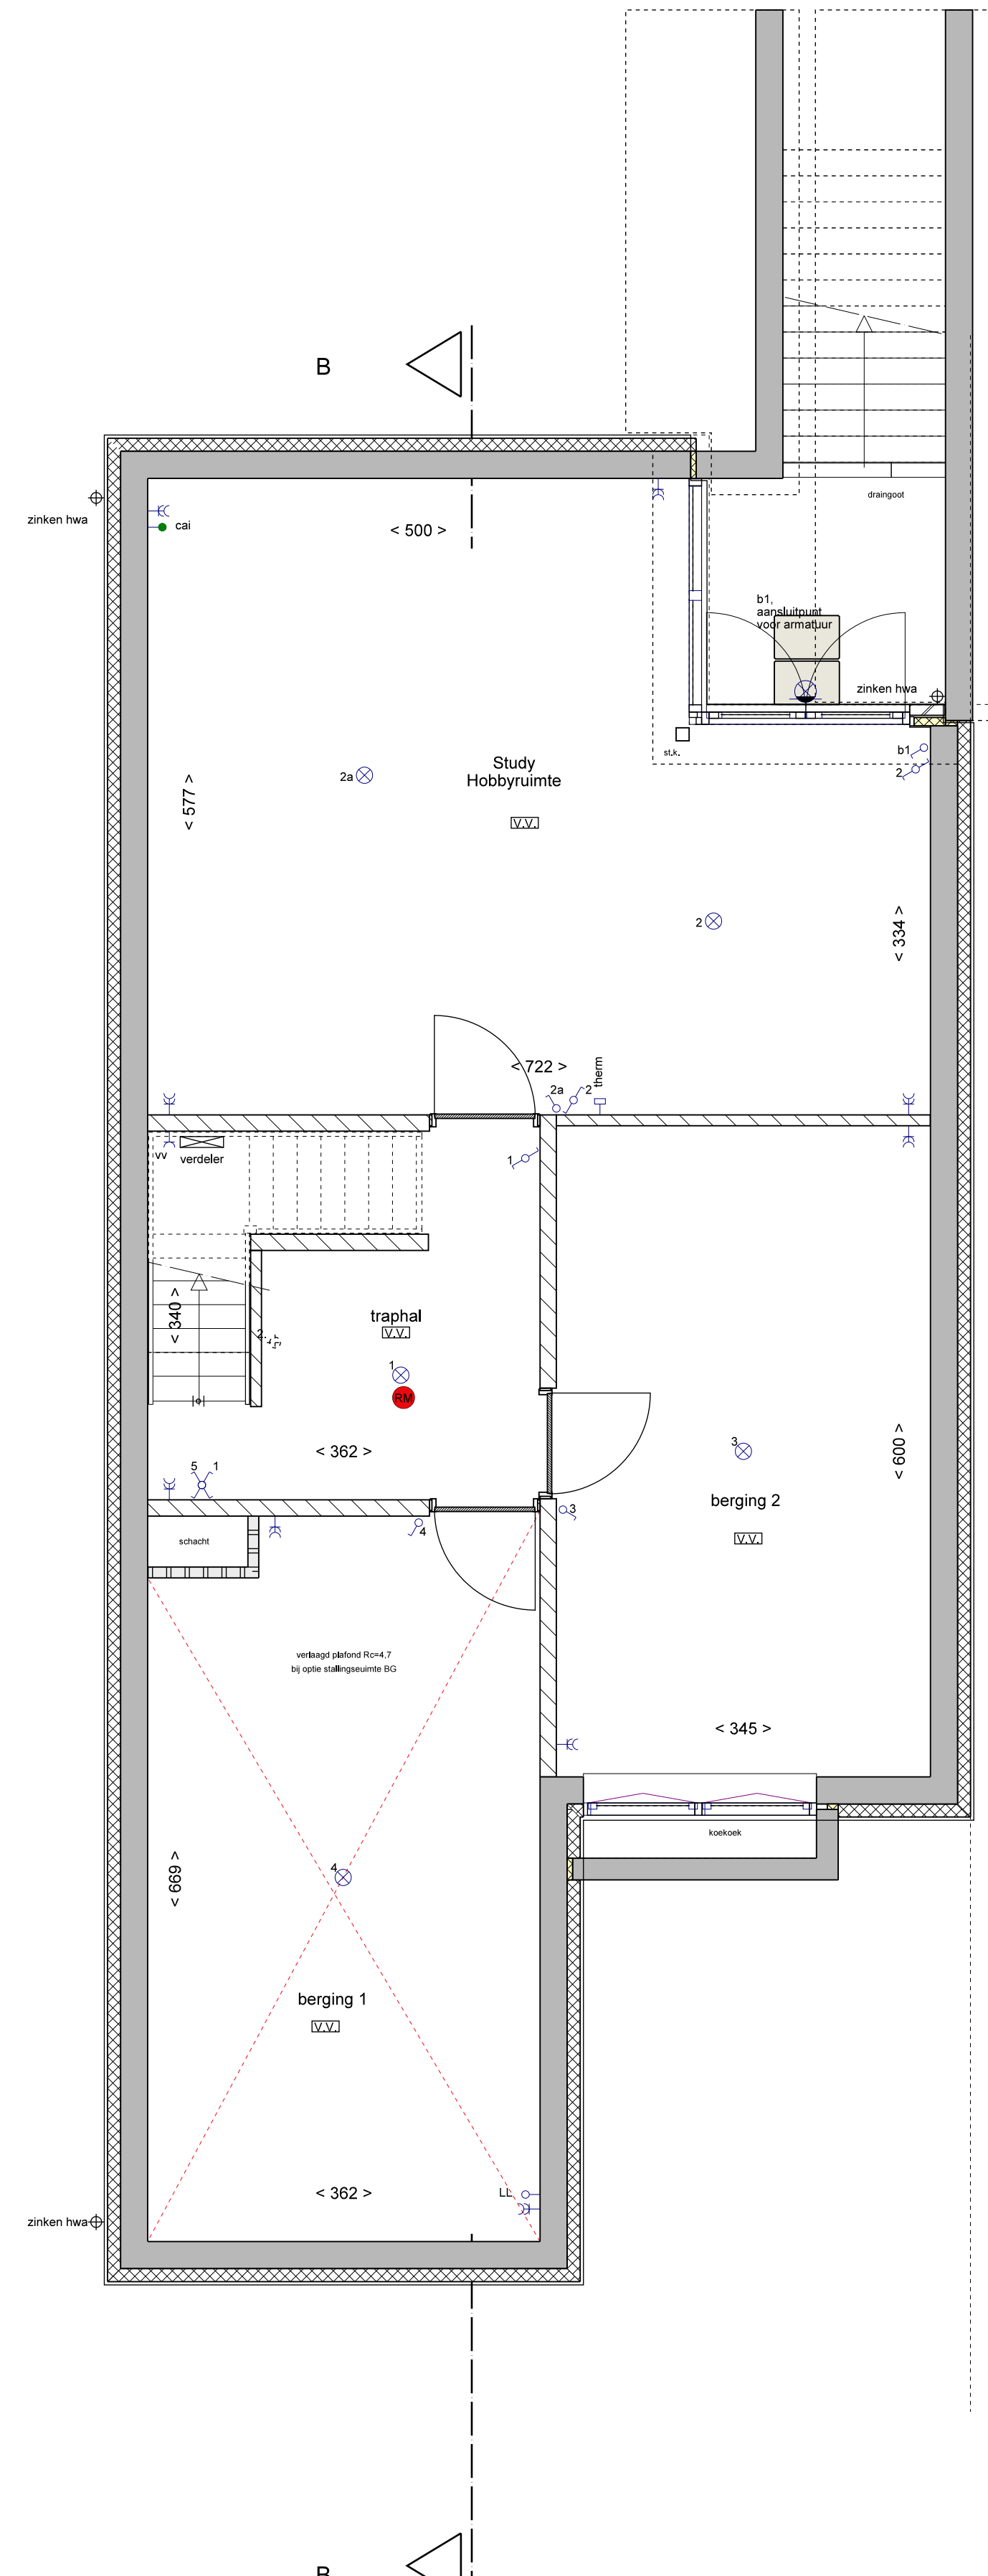 B
draingoot
zinken hwa
cai
< 500 >
b1,
aansluitpunt
voor armatuur
zinken hwa
st.k.
b1
2
Study
Hobbyruimte
V.V.
2a
< 577 >
2
< 334 >
< 722 >
therm
2a
2
vv
verdeler
1
< 340 >
2.
traphal
V.V.
1
RM
< 362 >
5
1
3
< 600 >
berging 2
V.V.
3
4
schacht
verlaagd plafond Rc=4,7
bij optie stallingseuimte BG
< 345 >
koekoek
< 669 >
4
berging 1
V.V.
< 362 >
LL
zinken hwa
B